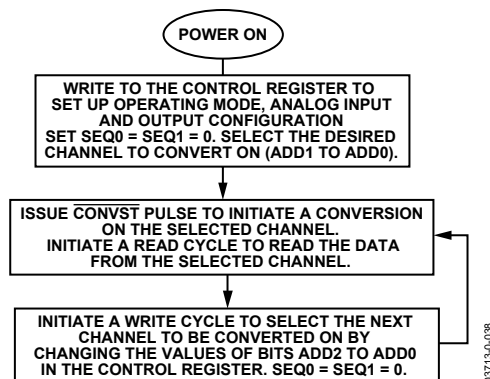 POWER ON
WRITE TO THE CONTROL REGISTER TO
SET UP OPERATING MODE, ANALOG INPUT
AND OUTPUT CONFIGURATION
SET SEQ0 = SEQ1 = 0. SELECT THE DESIRED
CHANNEL TO CONVERT ON (ADD1 TO ADD0).
ISSUE CONVST PULSE TO INITIATE A CONVERSION
ON THE SELECTED CHANNEL.
INITIATE A READ CYCLE TO READ THE DATA
FROM THE SELECTED CHANNEL.
INITIATE A WRITE CYCLE TO SELECT THE NEXT
CHANNEL TO BE CONVERTED ON BY
CHANGING THE VALUES OF BITS ADD2 TO ADD0
IN THE CONTROL REGISTER. SEQ0 = SEQ1 = 0.
03713-0-038